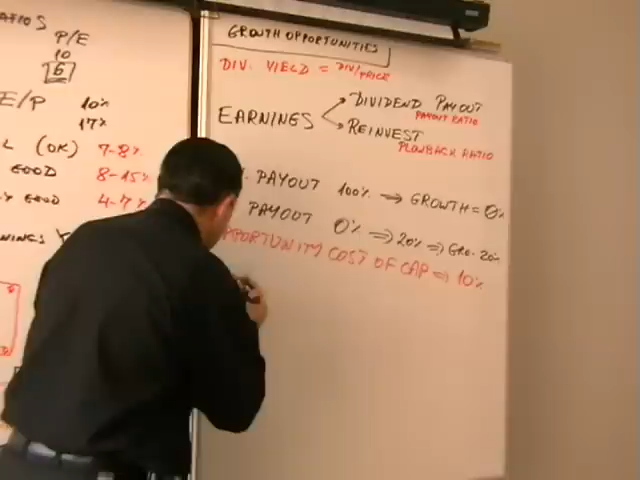 P/E
10
6
E/P 10%
17%
(OK) 7-8%
GOOD 8-15%
GOOD 4-7%
GROWTH OPPORTUNITIES
DIV. YIELD = DIV/PRICE
EARNINGS
DIVIDEND PAYOUT
PAYOUT RATIO
REINVEST
PLOWBACK RATIO
. PAYOUT 100% → GROWTH = 0%
PAYOUT 0% ⇒ 20% ⇒ GRO. 20%
PPORTUNITY COST OF CAP ⇒ 10%